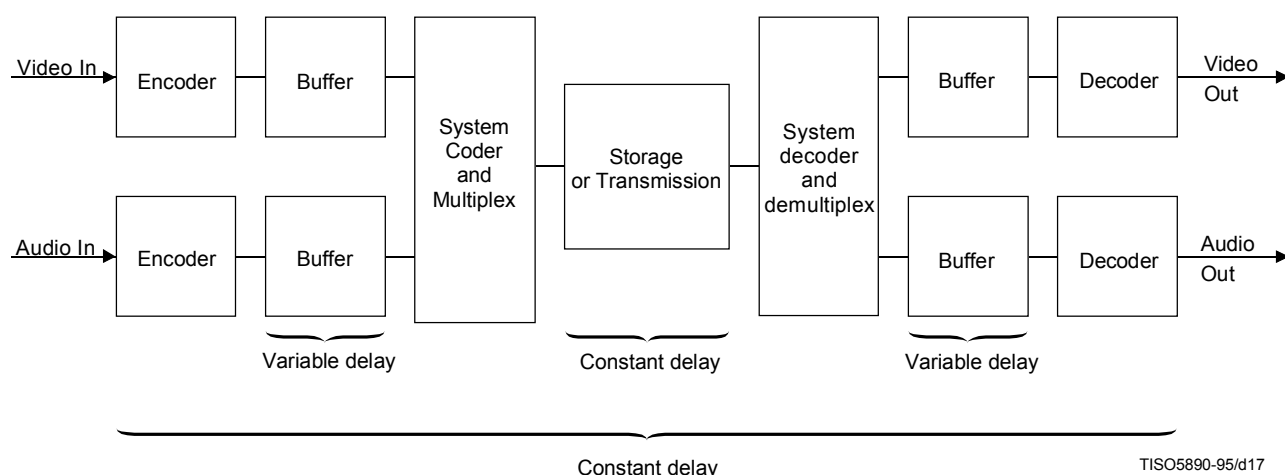 Video In
Encoder
Buffer
System
Coder
and
Multiplex
Storage
or Transmission
System
decoder
and
demultiplex
Buffer
Decoder
Video
Out
Audio In
Encoder
Buffer
Buffer
Decoder
Audio
Out
Variable delay
Constant delay
Variable delay
Constant delay
TISO5890-95/d17